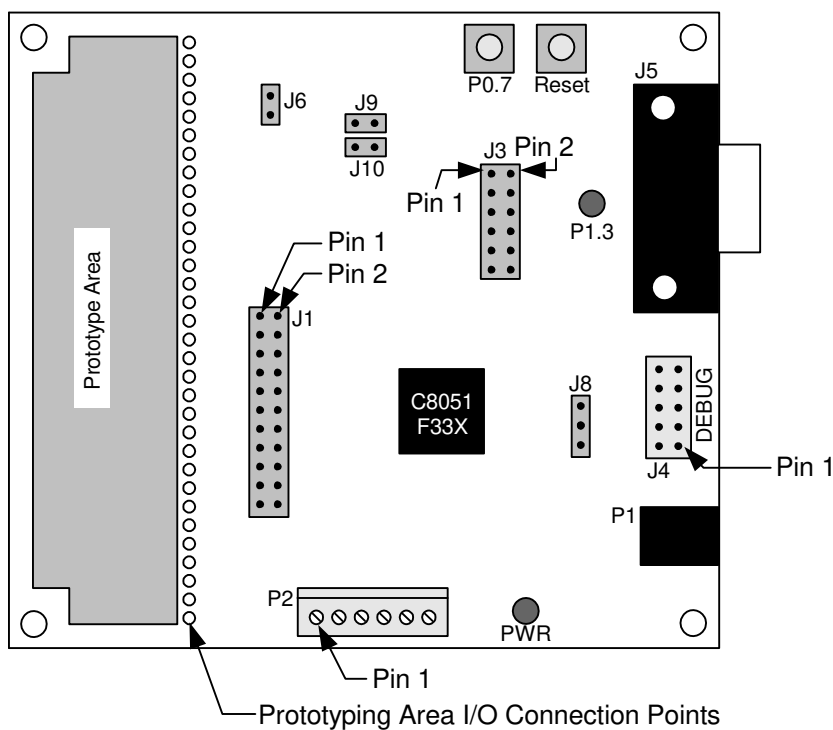 J5
P0.7 Reset
J6
J9
J10
J3
Pin 2
Pin 1
P1.3
Pin 1
Pin 2
J1
Prototype Area
C8051
F33X
J8
DEBUG
J4
Pin 1
P1
P2
PWR
Pin 1
Prototyping Area I/O Connection Points